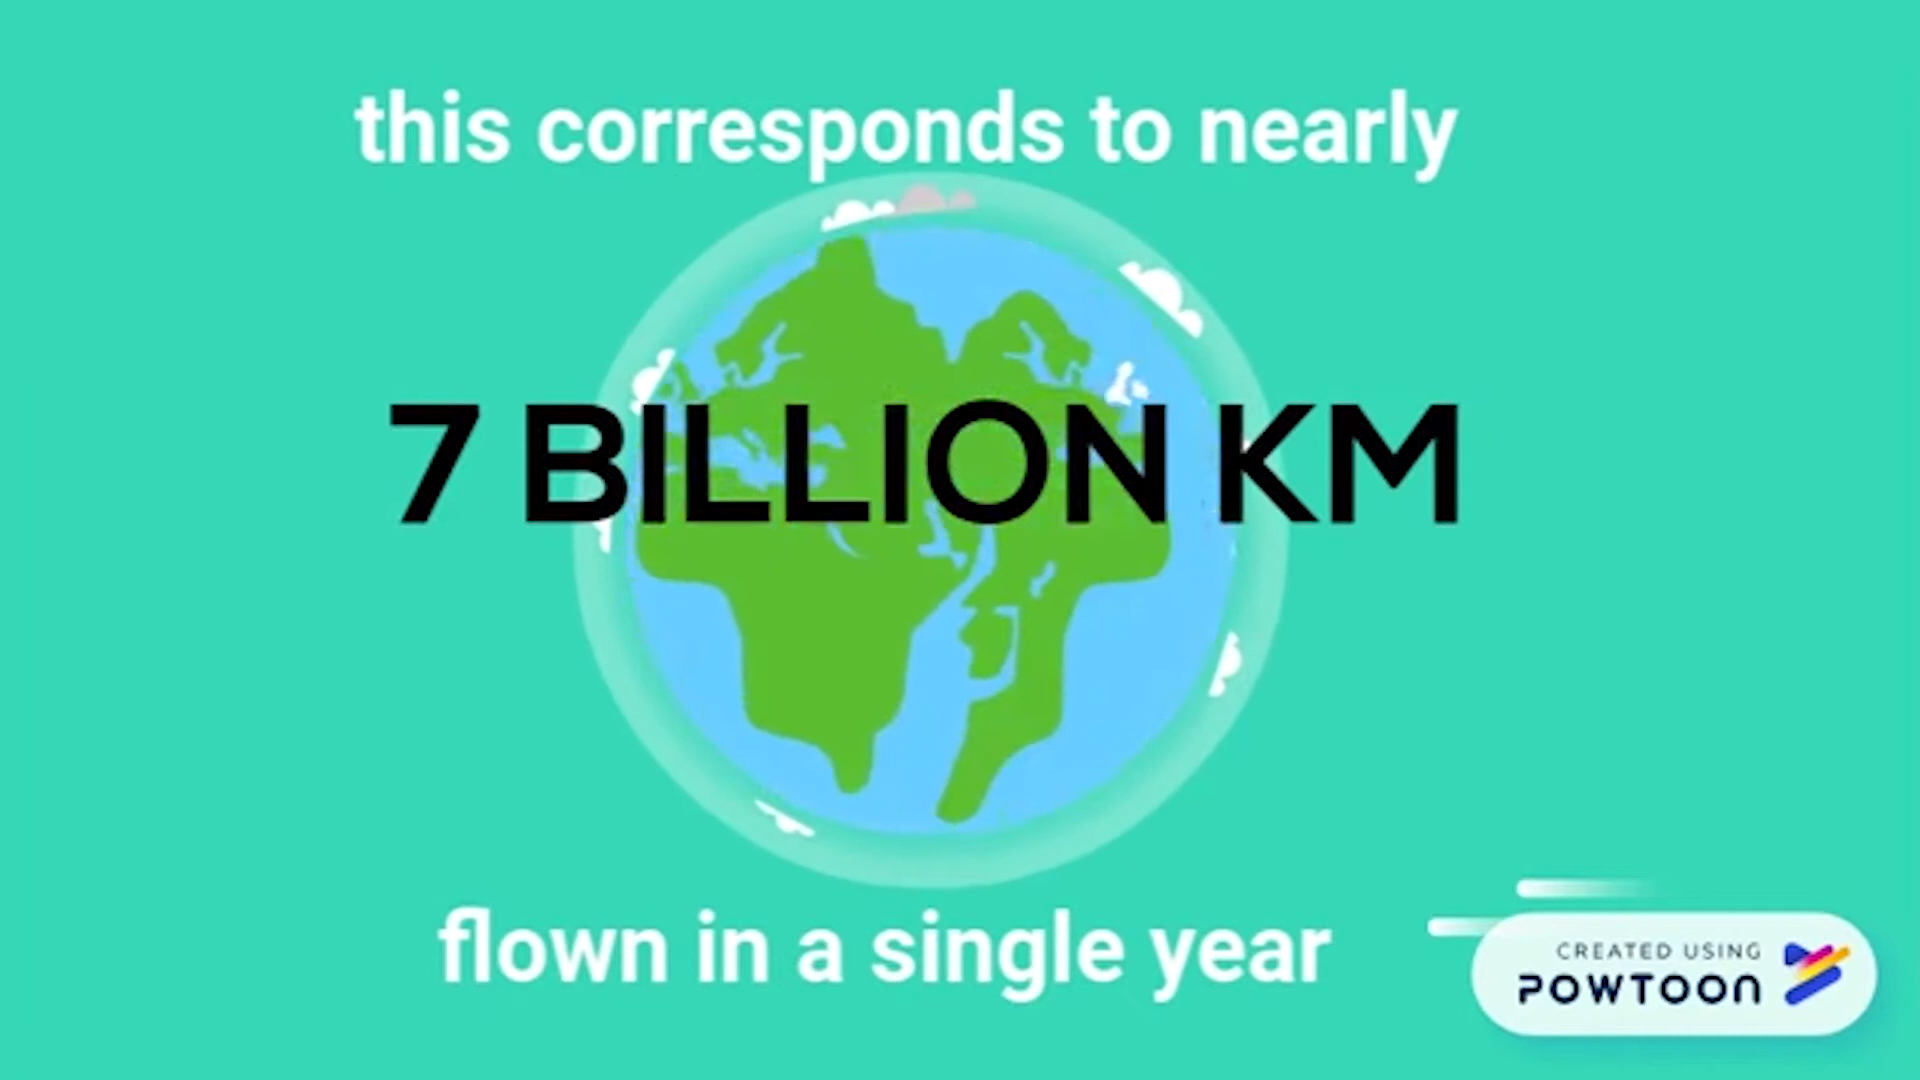 this corresponds to nearly
7 BILLION KM
flown in a single year
CREATED USING
POWTOON